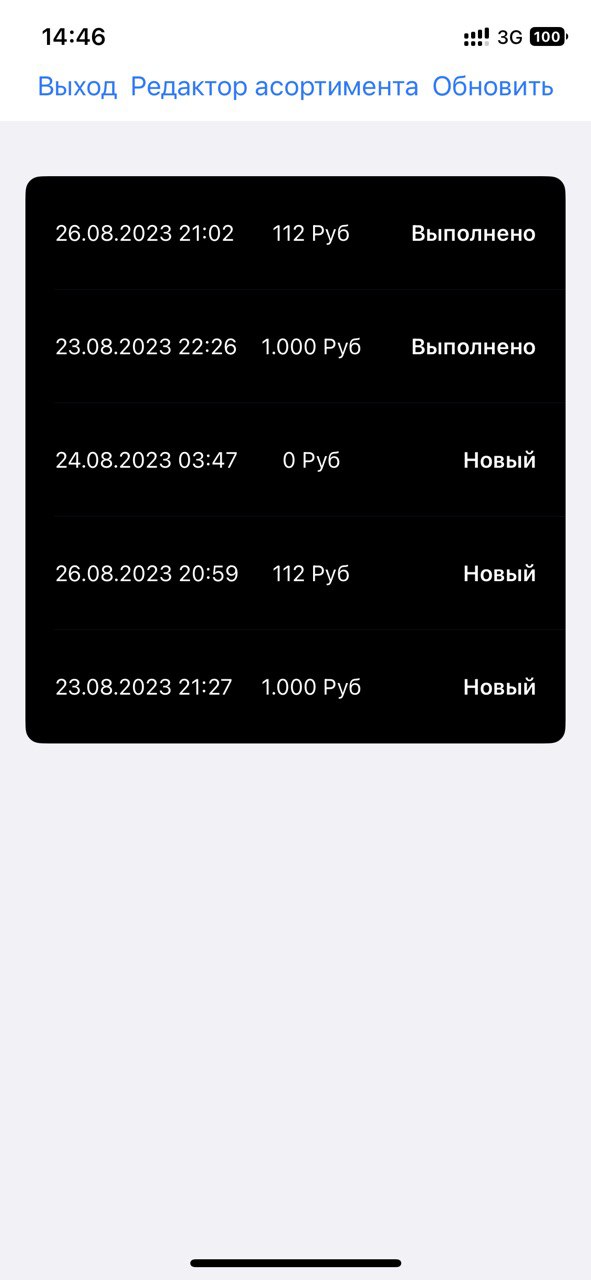 14:46 3G 100
Выход Редактор асортимента Обновить
26.08.2023 21:02 112 Руб Выполнено
23.08.2023 22:26 1.000 Руб Выполнено
24.08.2023 03:47 0 Руб Новый
26.08.2023 20:59 112 Руб Новый
23.08.2023 21:27 1.000 Руб Новый